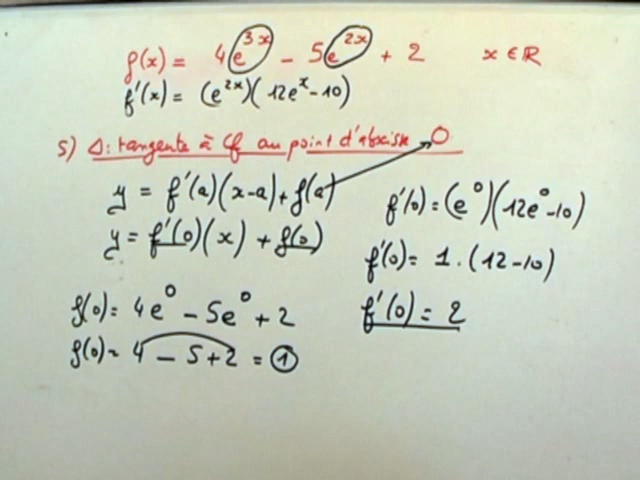 f(x) = 4e^{3x} - 5e^{2x} + 2 x ∈ ℝ
f'(x) = (e^{2x})(12e^x - 10)
5) Δ: tangente à Cf au point d'abscisse 0
y = f'(a)(x-a) + f(a)
y = f'(0)(x) + f(0)
f(0) = 4e^0 - 5e^0 + 2
f(0) = 4 - 5 + 2 = 1
f'(0) = (e^0)(12e^0 - 10)
f'(0) = 1 · (12 - 10)
f'(0) = 2